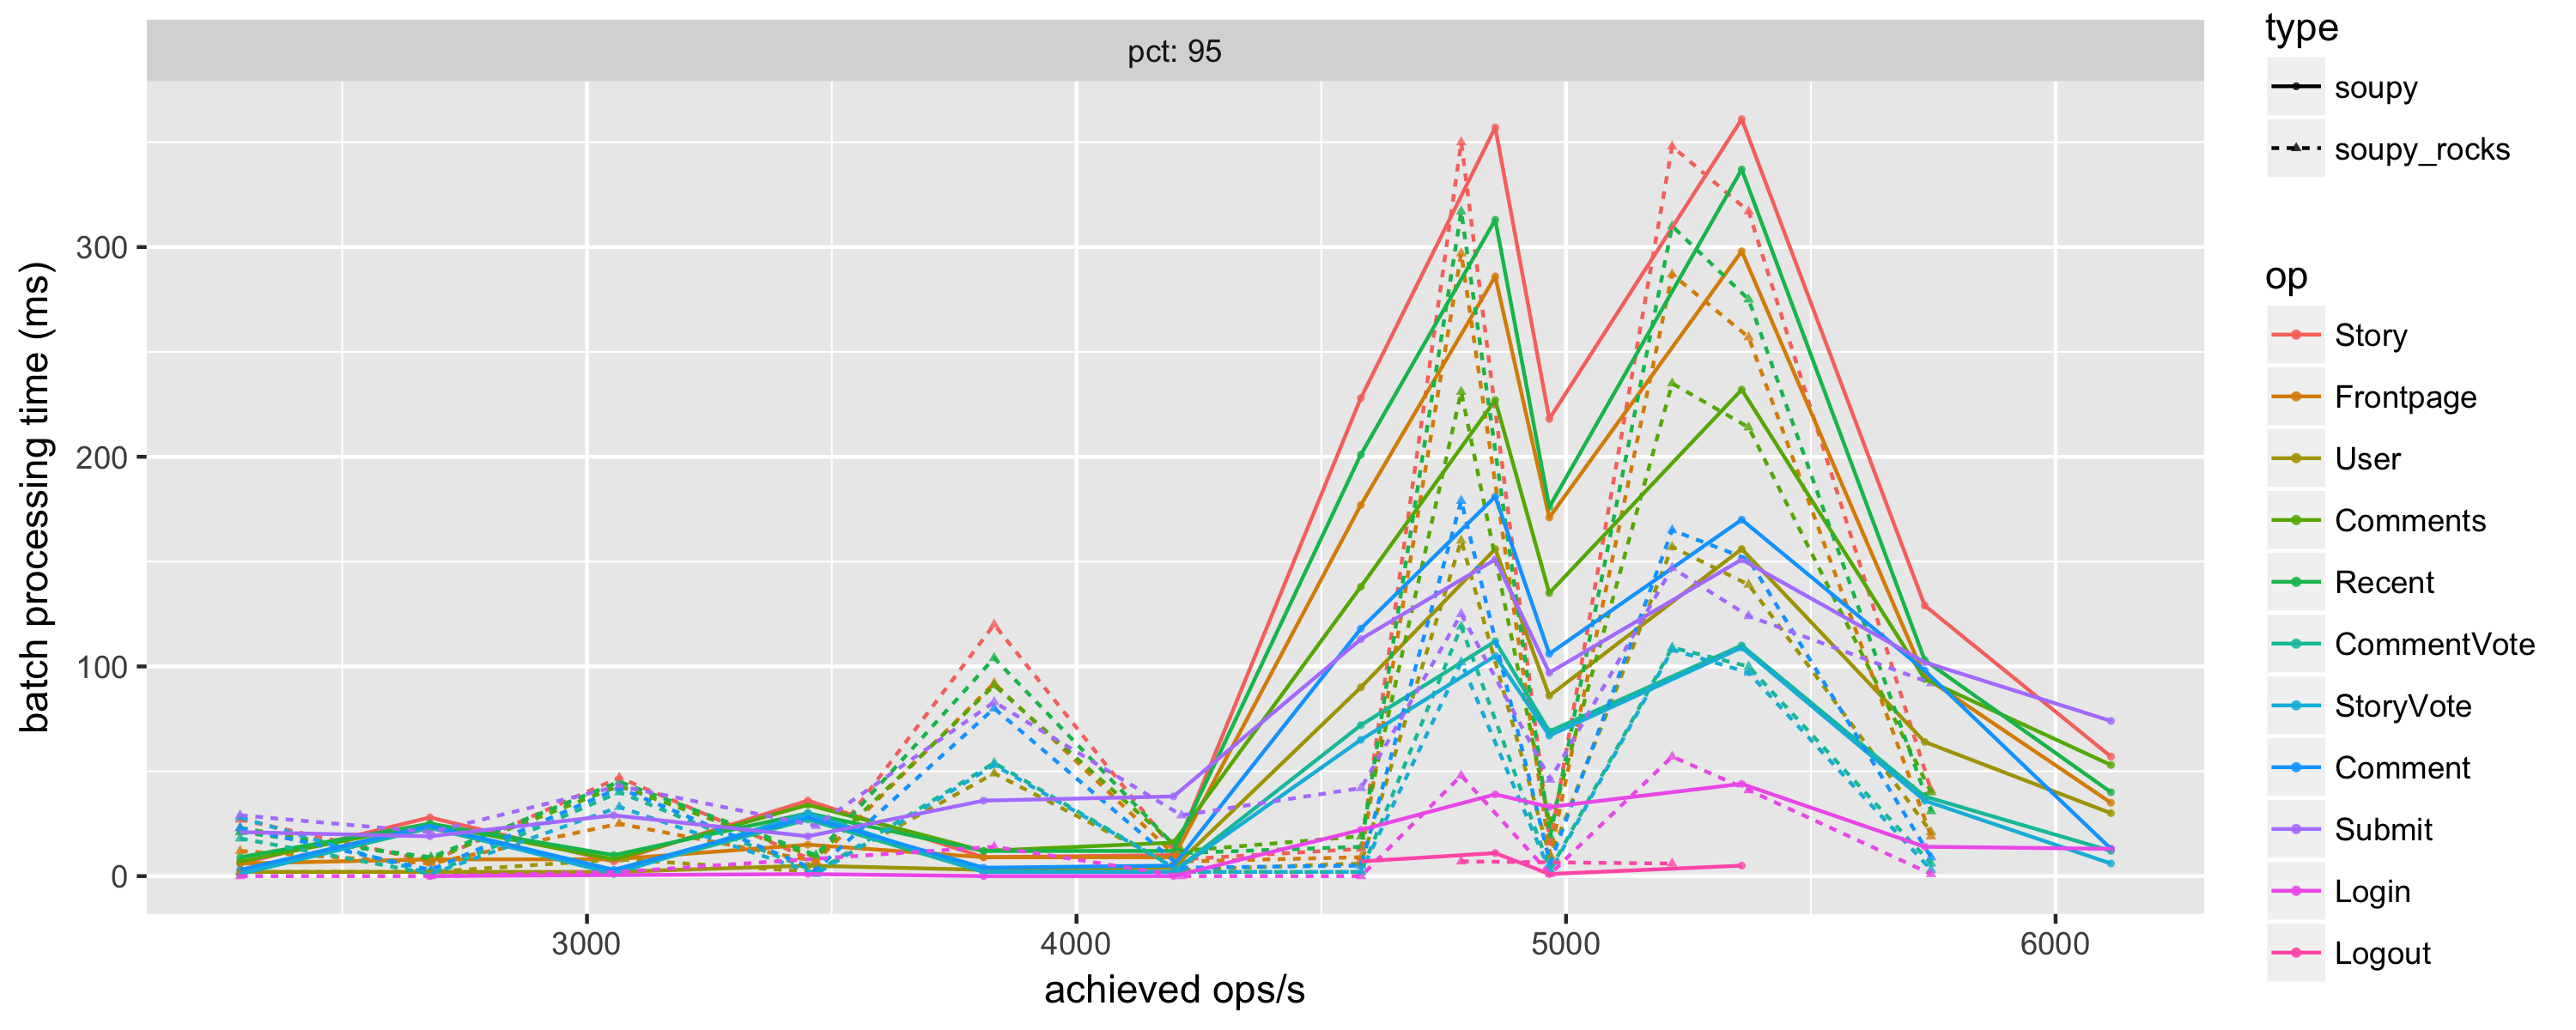 pct: 95
batch processing time (ms)
300
200
100
0
3000
4000
5000
6000
achieved ops/s
type
soupy
soupy_rocks
op
Story
Frontpage
User
Comments
Recent
CommentVote
StoryVote
Comment
Submit
Login
Logout